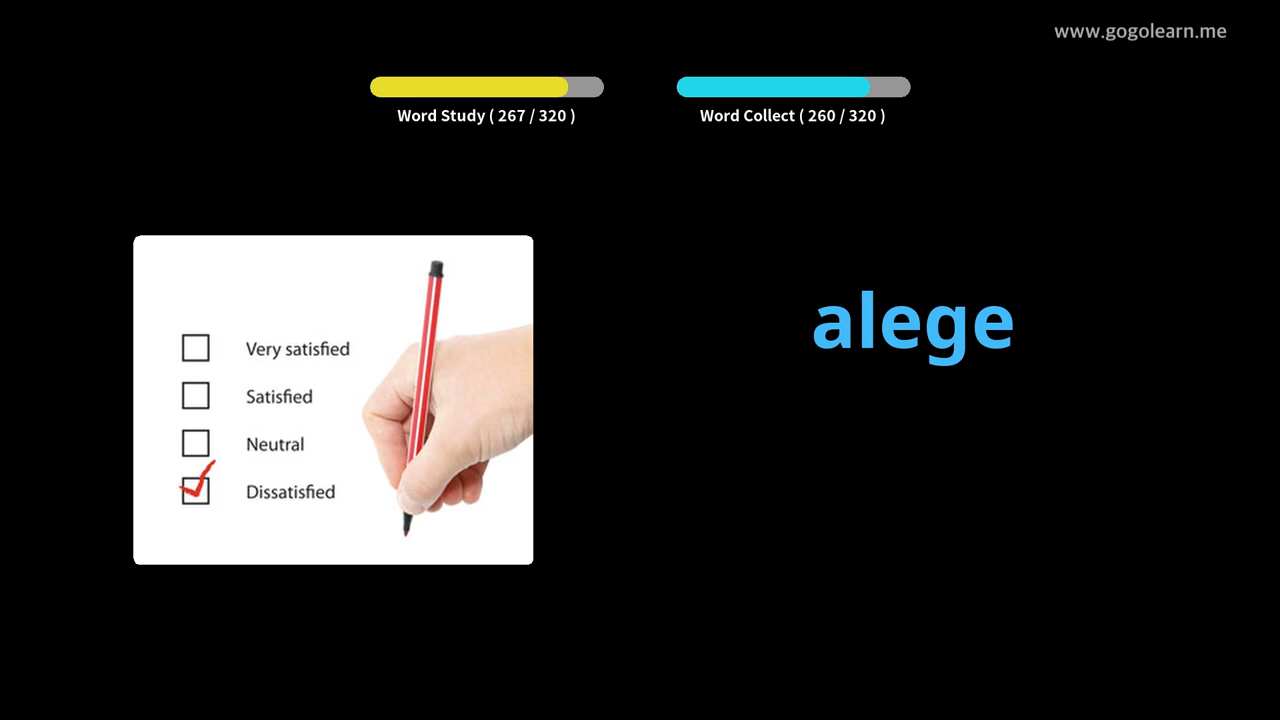 www.gogolearn.me
Word Study ( 267 / 320 )
Word Collect ( 260 / 320 )
alege
Very satisfied
Satisfied
Neutral
Dissatisfied